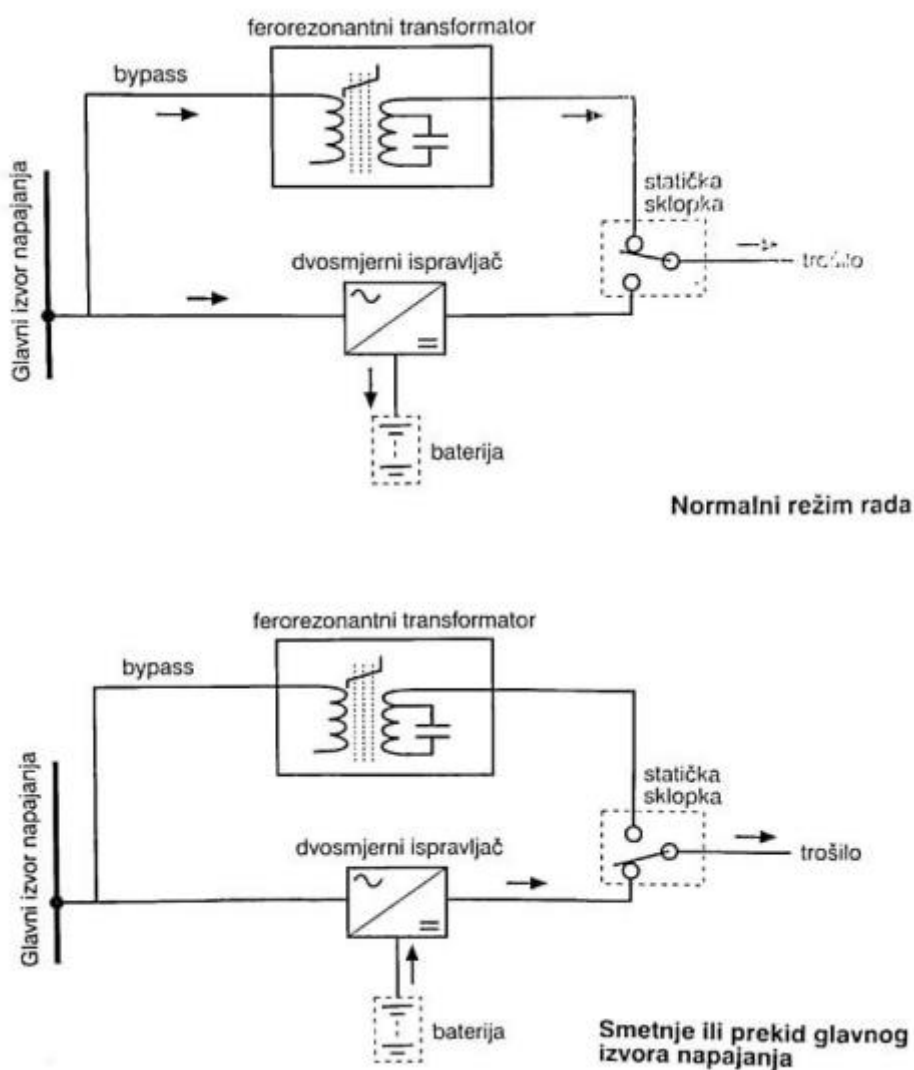 ferorezonantni transformator
bypass
Glavni izvor napajanja
statička
sklopka
trošilo
dvosmjerni ispravljač
baterija
Normalni režim rada
ferorezonantni transformator
bypass
Glavni izvor napajanja
statička
sklopka
trošilo
dvosmjerni ispravljač
baterija
Smetnje ili prekid glavnog
izvora napajanja